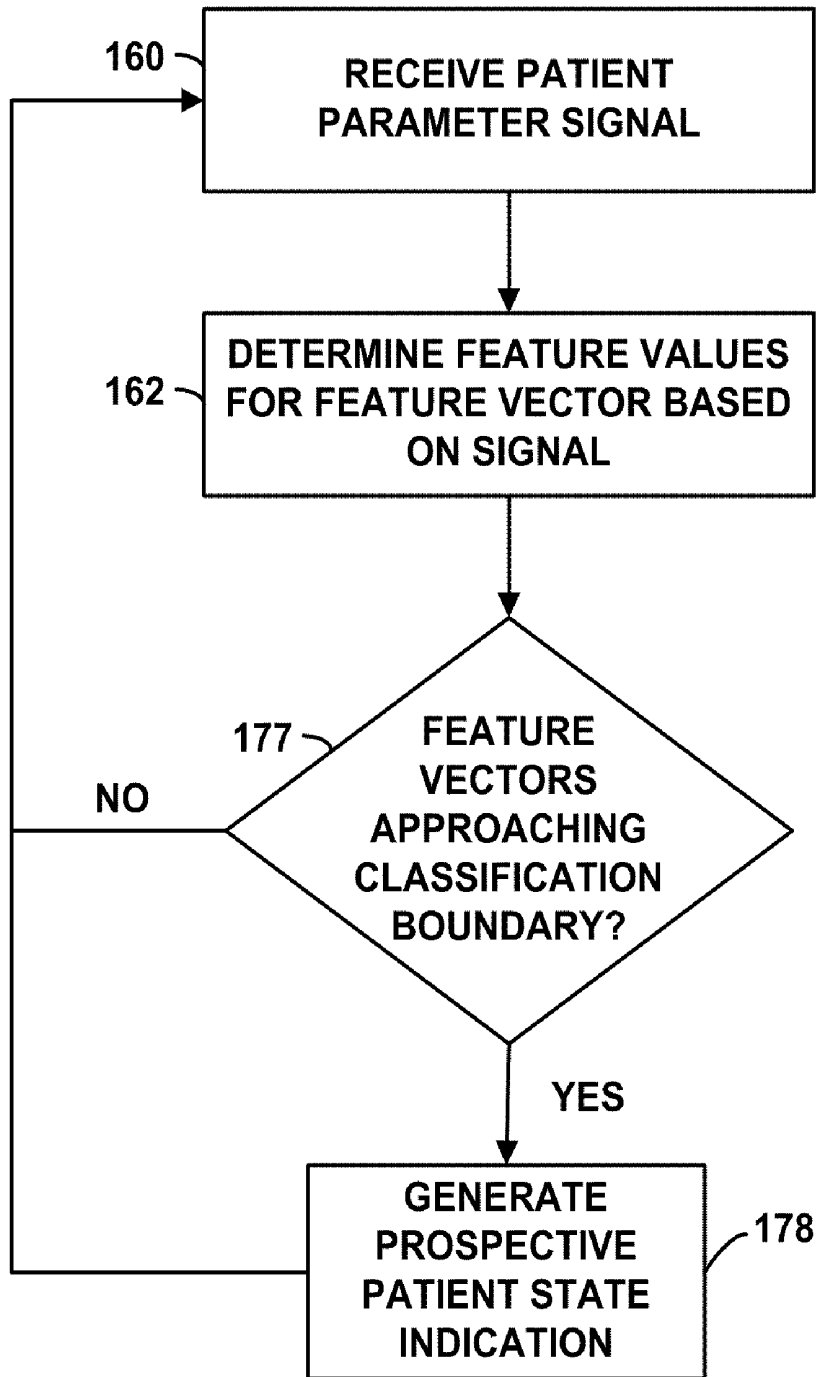 160
RECEIVE PATIENT
PARAMETER SIGNAL
162
DETERMINE FEATURE VALUES
FOR FEATURE VECTOR BASED
ON SIGNAL
177
FEATURE
VECTORS
APPROACHING
CLASSIFICATION
BOUNDARY?
NO
YES
GENERATE
PROSPECTIVE
PATIENT STATE
INDICATION
178